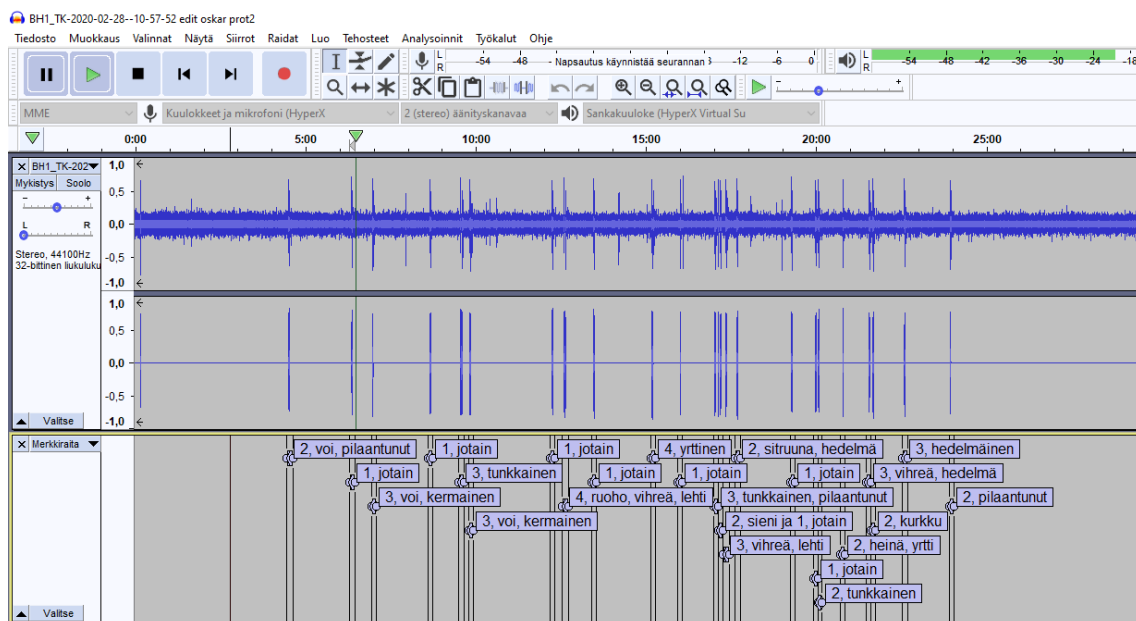 BH1_TK-2020-02-28--10-57-52 edit oskar prot2
Tiedosto Muokkaus Valinnat Näytä Siirrot Raidat Luo Tehosteet Analysoinnit Työkalut Ohje
L R -54 -48 - Napsautus käynnistää seurannan -12 -6 0 L R -54 -48 -42 -36 -30 -24 -18
MME Kuulokkeet ja mikrofoni (HyperX 2 (stereo) äänityskanavaa Sankakuuloke (HyperX Virtual Su
0:00 5:00 10:00 15:00 20:00 25:00
BH1_TK-202
Mykistys Soolo
- +
L R
Stereo, 44100Hz
32-bittinen liukuluku
Valitse
1,0
0,5
0,0
-0,5
-1,0
1,0
0,5
0,0
-0,5
-1,0
Merkkiraita
2, voi, pilaantunut 1, jotain 1, jotain 4, yrttinen 2, sitruuna, hedelmä 3, hedelmäinen
1, jotain 3, tunkkainen 1, jotain 1, jotain 1, jotain 3, vihreä, hedelmä
3, voi, kermainen 4, ruoho, vihreä, lehti 3, tunkkainen, pilaantunut 2, pilaantunut
3, voi, kermainen 2, sieni ja 1, jotain 2, kurkku
3, vihreä, lehti 2, heinä, yrtti
1, jotain
2, tunkkainen
Valitse